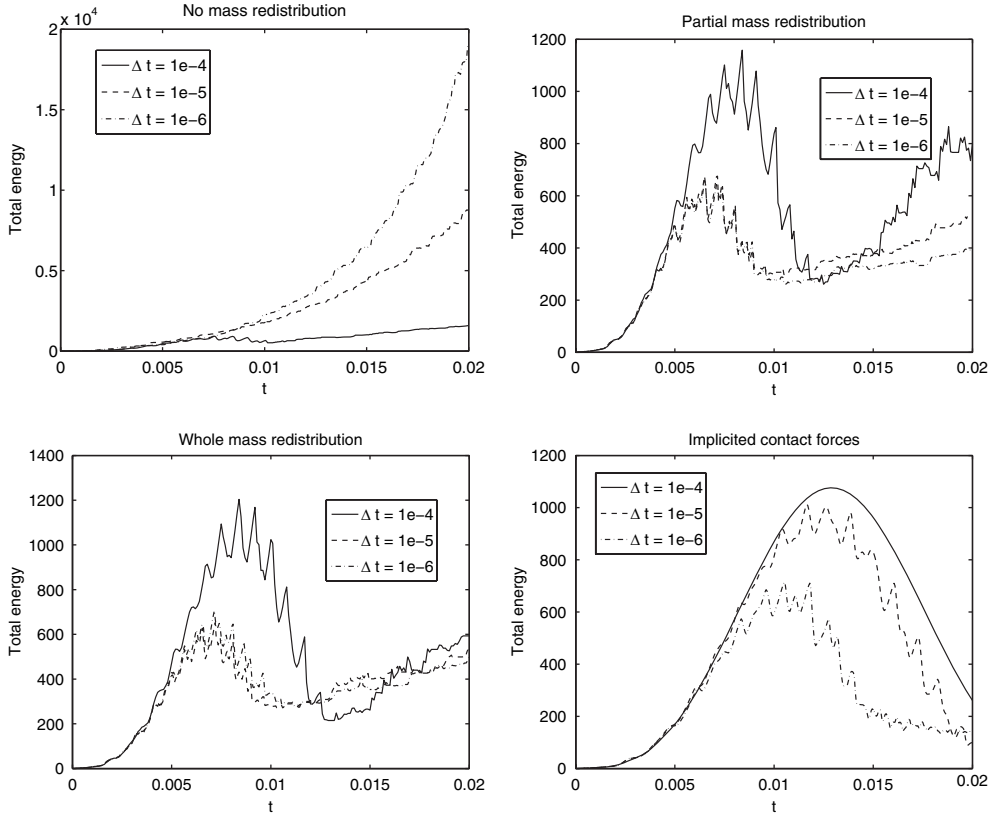 No mass redistribution
2 x 10^4
1.5
1
0.5
0
Total energy
Δ t = 1e−4
Δ t = 1e−5
Δ t = 1e−6
0 0.005 0.01 0.015 0.02
t
Partial mass redistribution
1200
1000
800
600
400
200
0
Total energy
Δ t = 1e−4
Δ t = 1e−5
Δ t = 1e−6
0 0.005 0.01 0.015 0.02
t
Whole mass redistribution
1400
1200
1000
800
600
400
200
0
Total energy
Δ t = 1e−4
Δ t = 1e−5
Δ t = 1e−6
0 0.005 0.01 0.015 0.02
t
Implicited contact forces
1200
1000
800
600
400
200
0
Total energy
Δ t = 1e−4
Δ t = 1e−5
Δ t = 1e−6
0 0.005 0.01 0.015 0.02
t